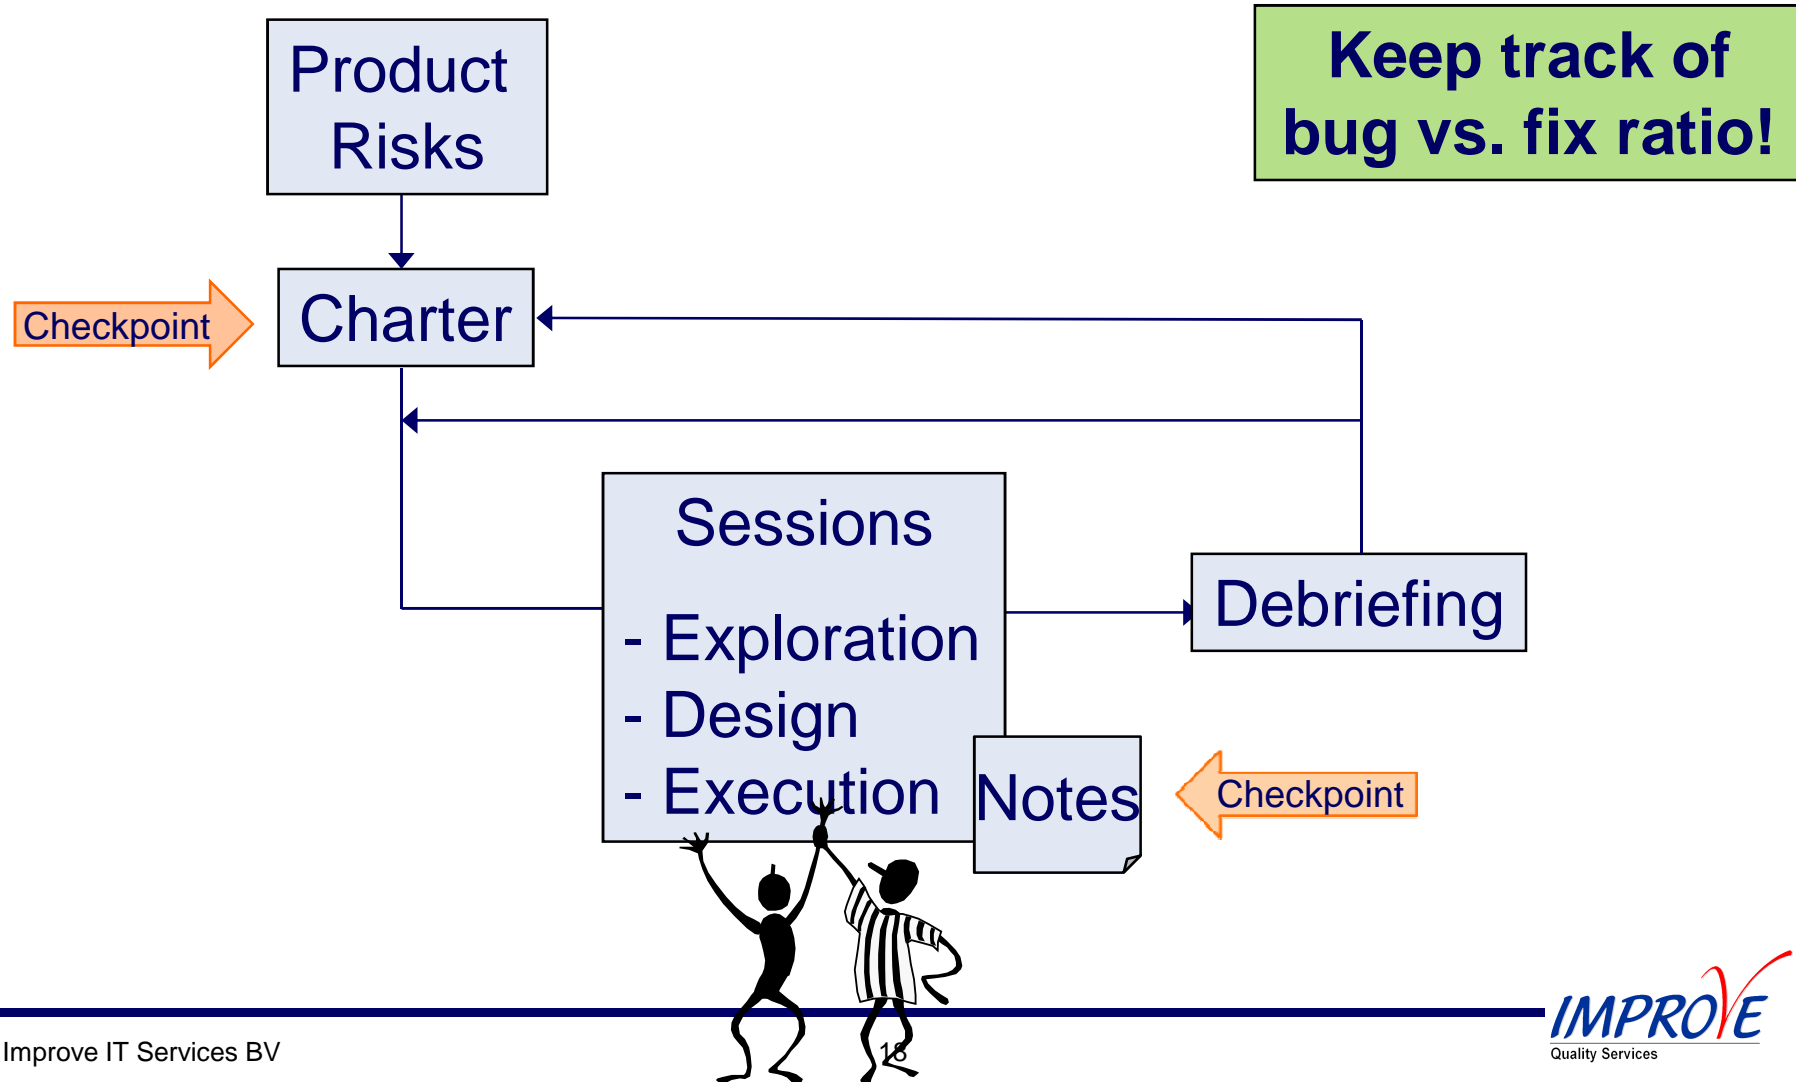 Product
Risks
Keep track of
bug vs. fix ratio!
Checkpoint
Charter
Sessions
- Exploration
- Design
- Execution
Debriefing
Notes
Checkpoint
Improve IT Services BV
18
IMPROVE
Quality Services